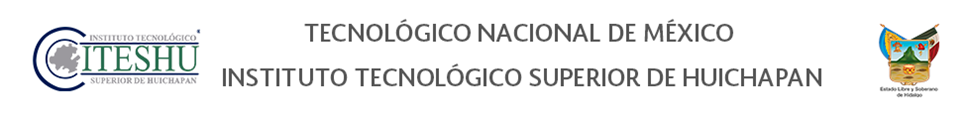 INSTITUTO TECNOLÓGICO
ITESHU
SUPERIOR DE HUICHAPAN
TECNOLÓGICO NACIONAL DE MÉXICO
INSTITUTO TECNOLÓGICO SUPERIOR DE HUICHAPAN
Estado Libre y Soberano
de Hidalgo